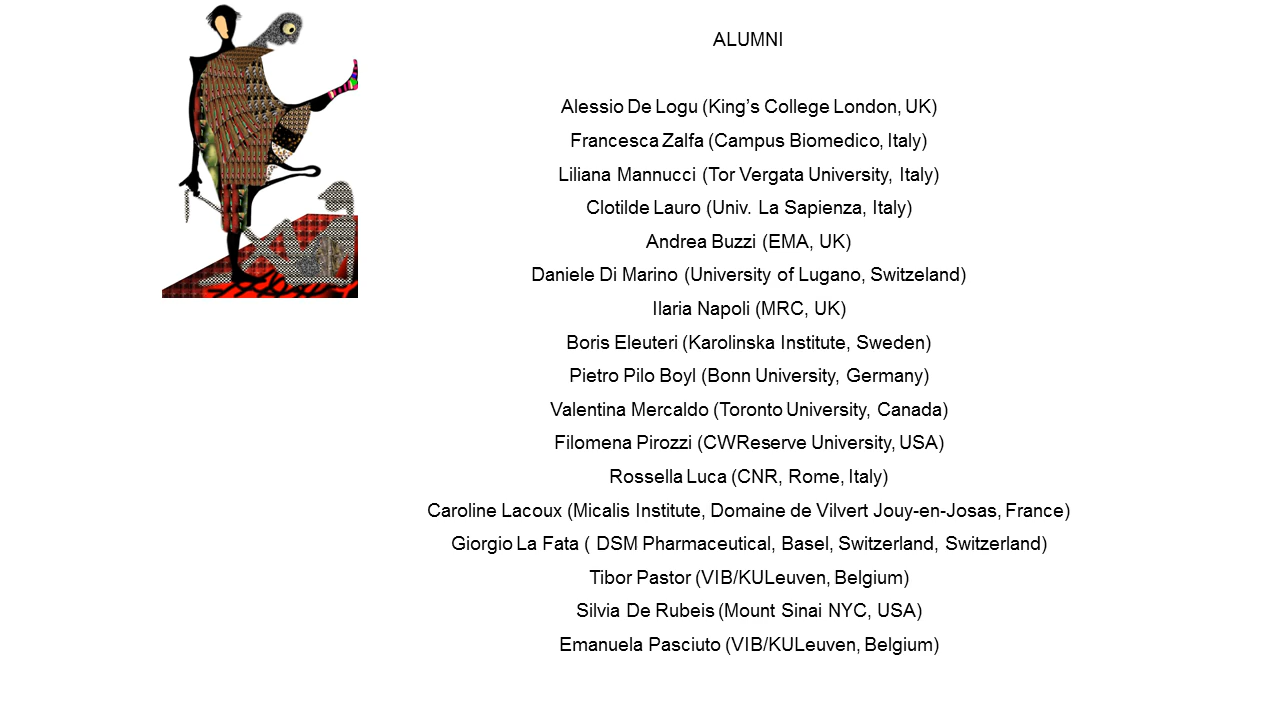 ALUMNI
Alessio De Logu (King’s College London, UK)
Francesca Zalfa (Campus Biomedico, Italy)
Liliana Mannucci (Tor Vergata University, Italy)
Clotilde Lauro (Univ. La Sapienza, Italy)
Andrea Buzzi (EMA, UK)
Daniele Di Marino (University of Lugano, Switzeland)
Ilaria Napoli (MRC, UK)
Boris Eleuteri (Karolinska Institute, Sweden)
Pietro Pilo Boyl (Bonn University, Germany)
Valentina Mercaldo (Toronto University, Canada)
Filomena Pirozzi (CWReserve University, USA)
Rossella Luca (CNR, Rome, Italy)
Caroline Lacoux (Micalis Institute, Domaine de Vilvert Jouy-en-Josas, France)
Giorgio La Fata ( DSM Pharmaceutical, Basel, Switzerland, Switzerland)
Tibor Pastor (VIB/KULeuven, Belgium)
Silvia De Rubeis (Mount Sinai NYC, USA)
Emanuela Pasciuto (VIB/KULeuven, Belgium)